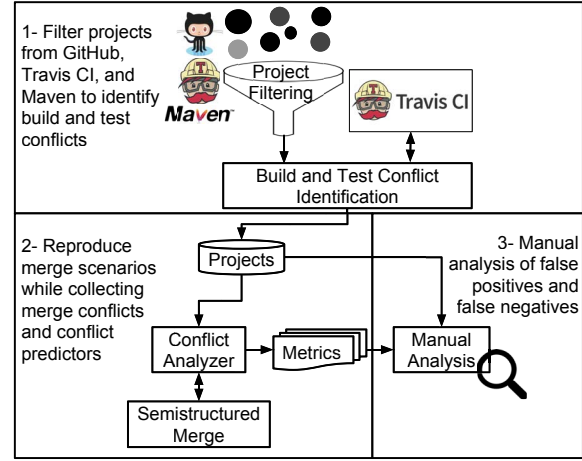 1- Filter projects
from GitHub,
Travis CI, and
Maven to identify
build and test
conflicts
Maven™
Project
Filtering
T
Travis CI
Build and Test Conflict
Identification
2- Reproduce
merge scenarios
while collecting
merge conflicts
and conflict
predictors
Projects
Conflict
Analyzer
Metrics
Semistructured
Merge
3- Manual
analysis of false
positives and
false negatives
Manual
Analysis